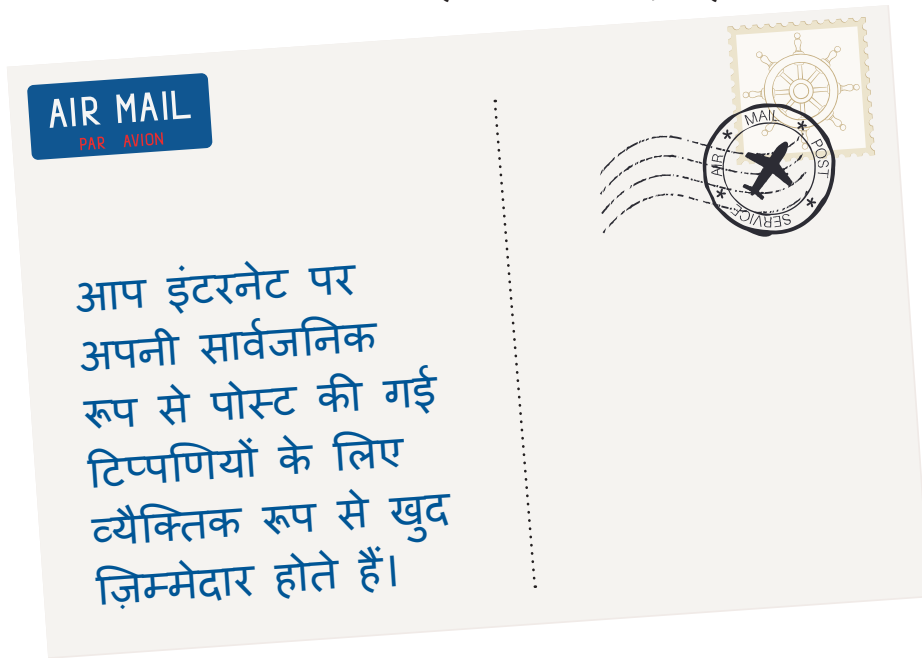 AIR MAIL
PAR AVION
AIR MAIL POST
SERVICE
आप इंटरनेट पर
अपनी सार्वजनिक
रूप से पोस्ट की गई
टिप्पणियों के लिए
व्यैक्तिक रूप से खुद
ज़िम्मेदार होते हैं।